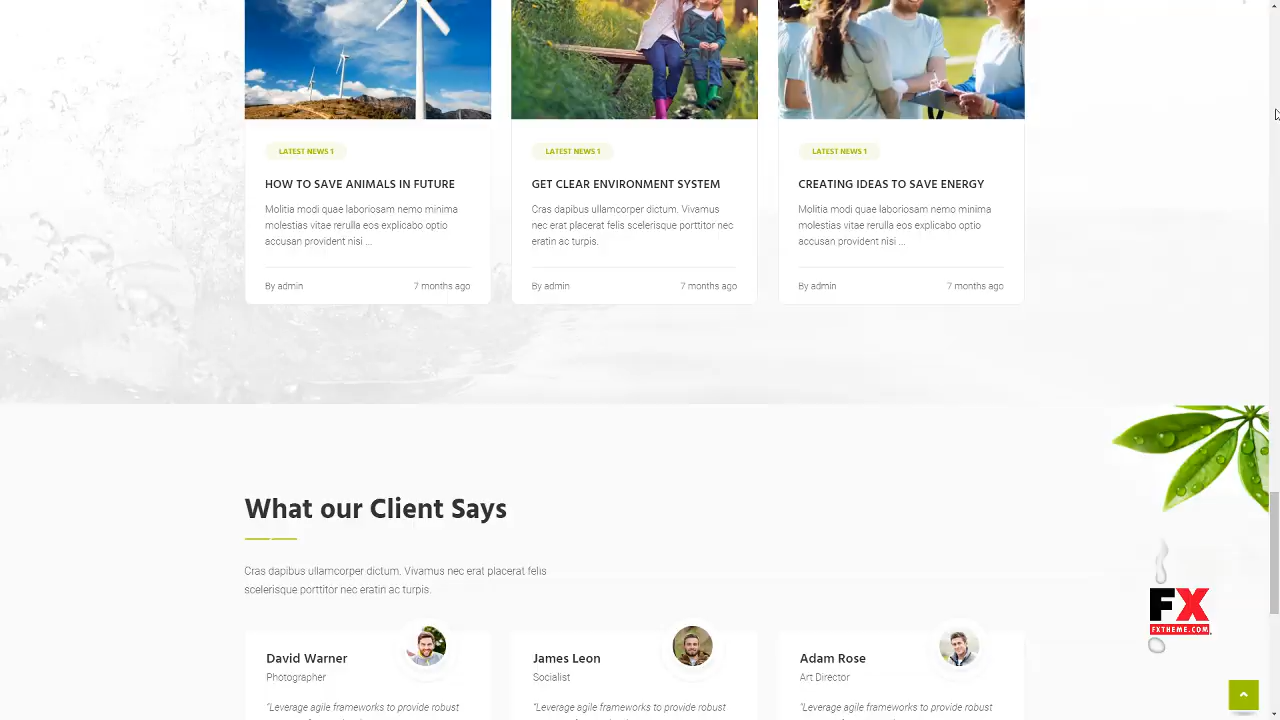 LATEST NEWS 1
HOW TO SAVE ANIMALS IN FUTURE
Molitia modi quae laboriosam nemo minima
molestias vitae rerulla eos explicabo optio
accusan provident nisi ...
By admin
7 months ago
LATEST NEWS 1
GET CLEAR ENVIRONMENT SYSTEM
Cras dapibus ullamcorper dictum. Vivamus
nec erat placerat felis scelerisque porttitor nec
eratin ac turpis.
By admin
7 months ago
LATEST NEWS 1
CREATING IDEAS TO SAVE ENERGY
Molitia modi quae laboriosam nemo minima
molestias vitae rerulla eos explicabo optio
accusan provident nisi ...
By admin
7 months ago
What our Client Says
Cras dapibus ullamcorper dictum. Vivamus nec erat placerat felis
scelerisque porttitor nec eratin ac turpis.
FX
FXTHEME.COM
David Warner
Photographer
"Leverage agile frameworks to provide robust
James Leon
Socialist
"Leverage agile frameworks to provide robust
Adam Rose
Art Director
"Leverage agile frameworks to provide robust